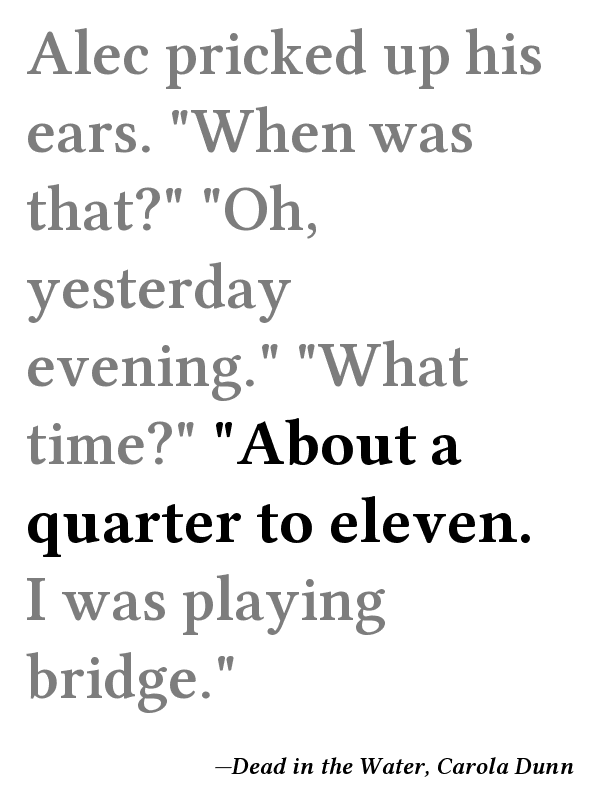 Alec pricked up his
ears. "When was
that?" "Oh,
yesterday
evening." "What
time?" "About a
quarter to eleven.
I was playing
bridge."
—Dead in the Water, Carola Dunn